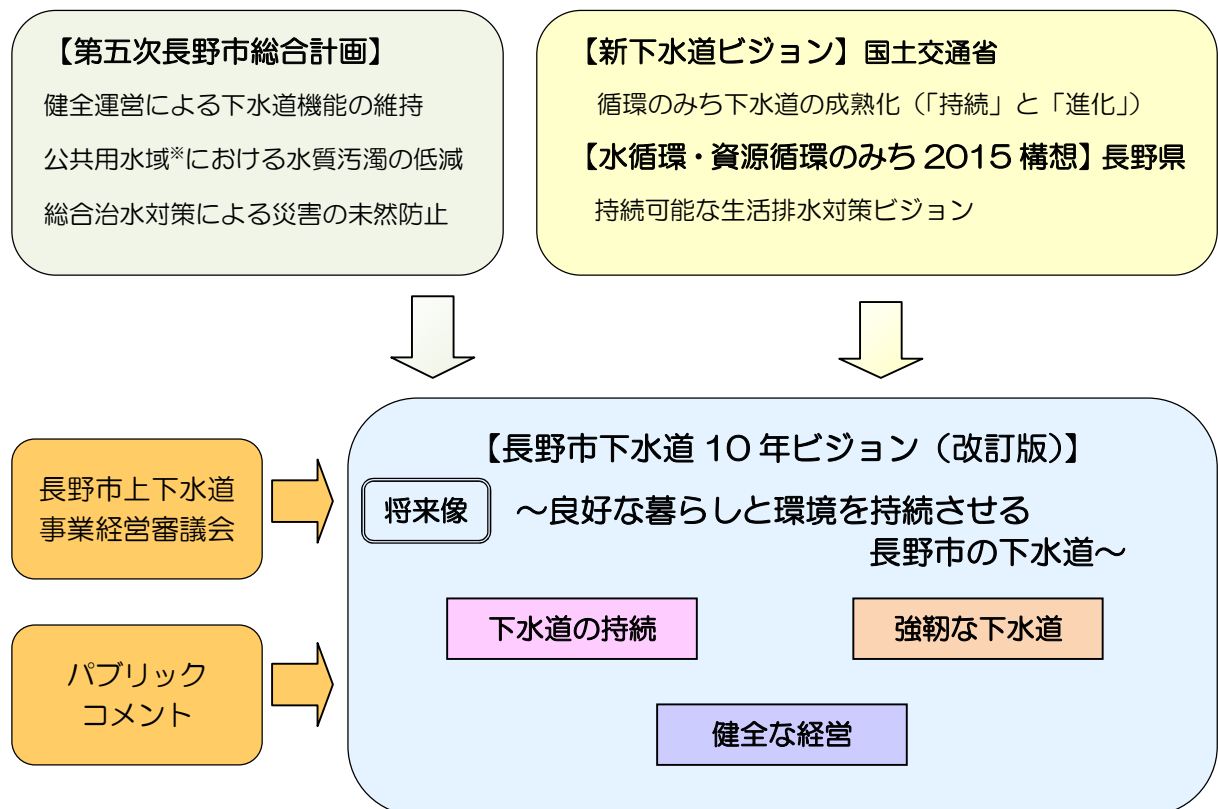 【第五次長野市総合計画】
健全運営による下水道機能の維持
公共用水域※における水質汚濁の低減
総合治水対策による災害の未然防止
【新下水道ビジョン】国土交通省
循環のみち下水道の成熟化（「持続」と「進化」）
【水循環・資源循環のみち 2015 構想】長野県
持続可能な生活排水対策ビジョン
長野市上下水道
事業経営審議会
パブリック
コメント
【長野市下水道 10 年ビジョン（改訂版）】
将来像
～良好な暮らしと環境を持続させる
長野市の下水道～
下水道の持続
強靭な下水道
健全な経営